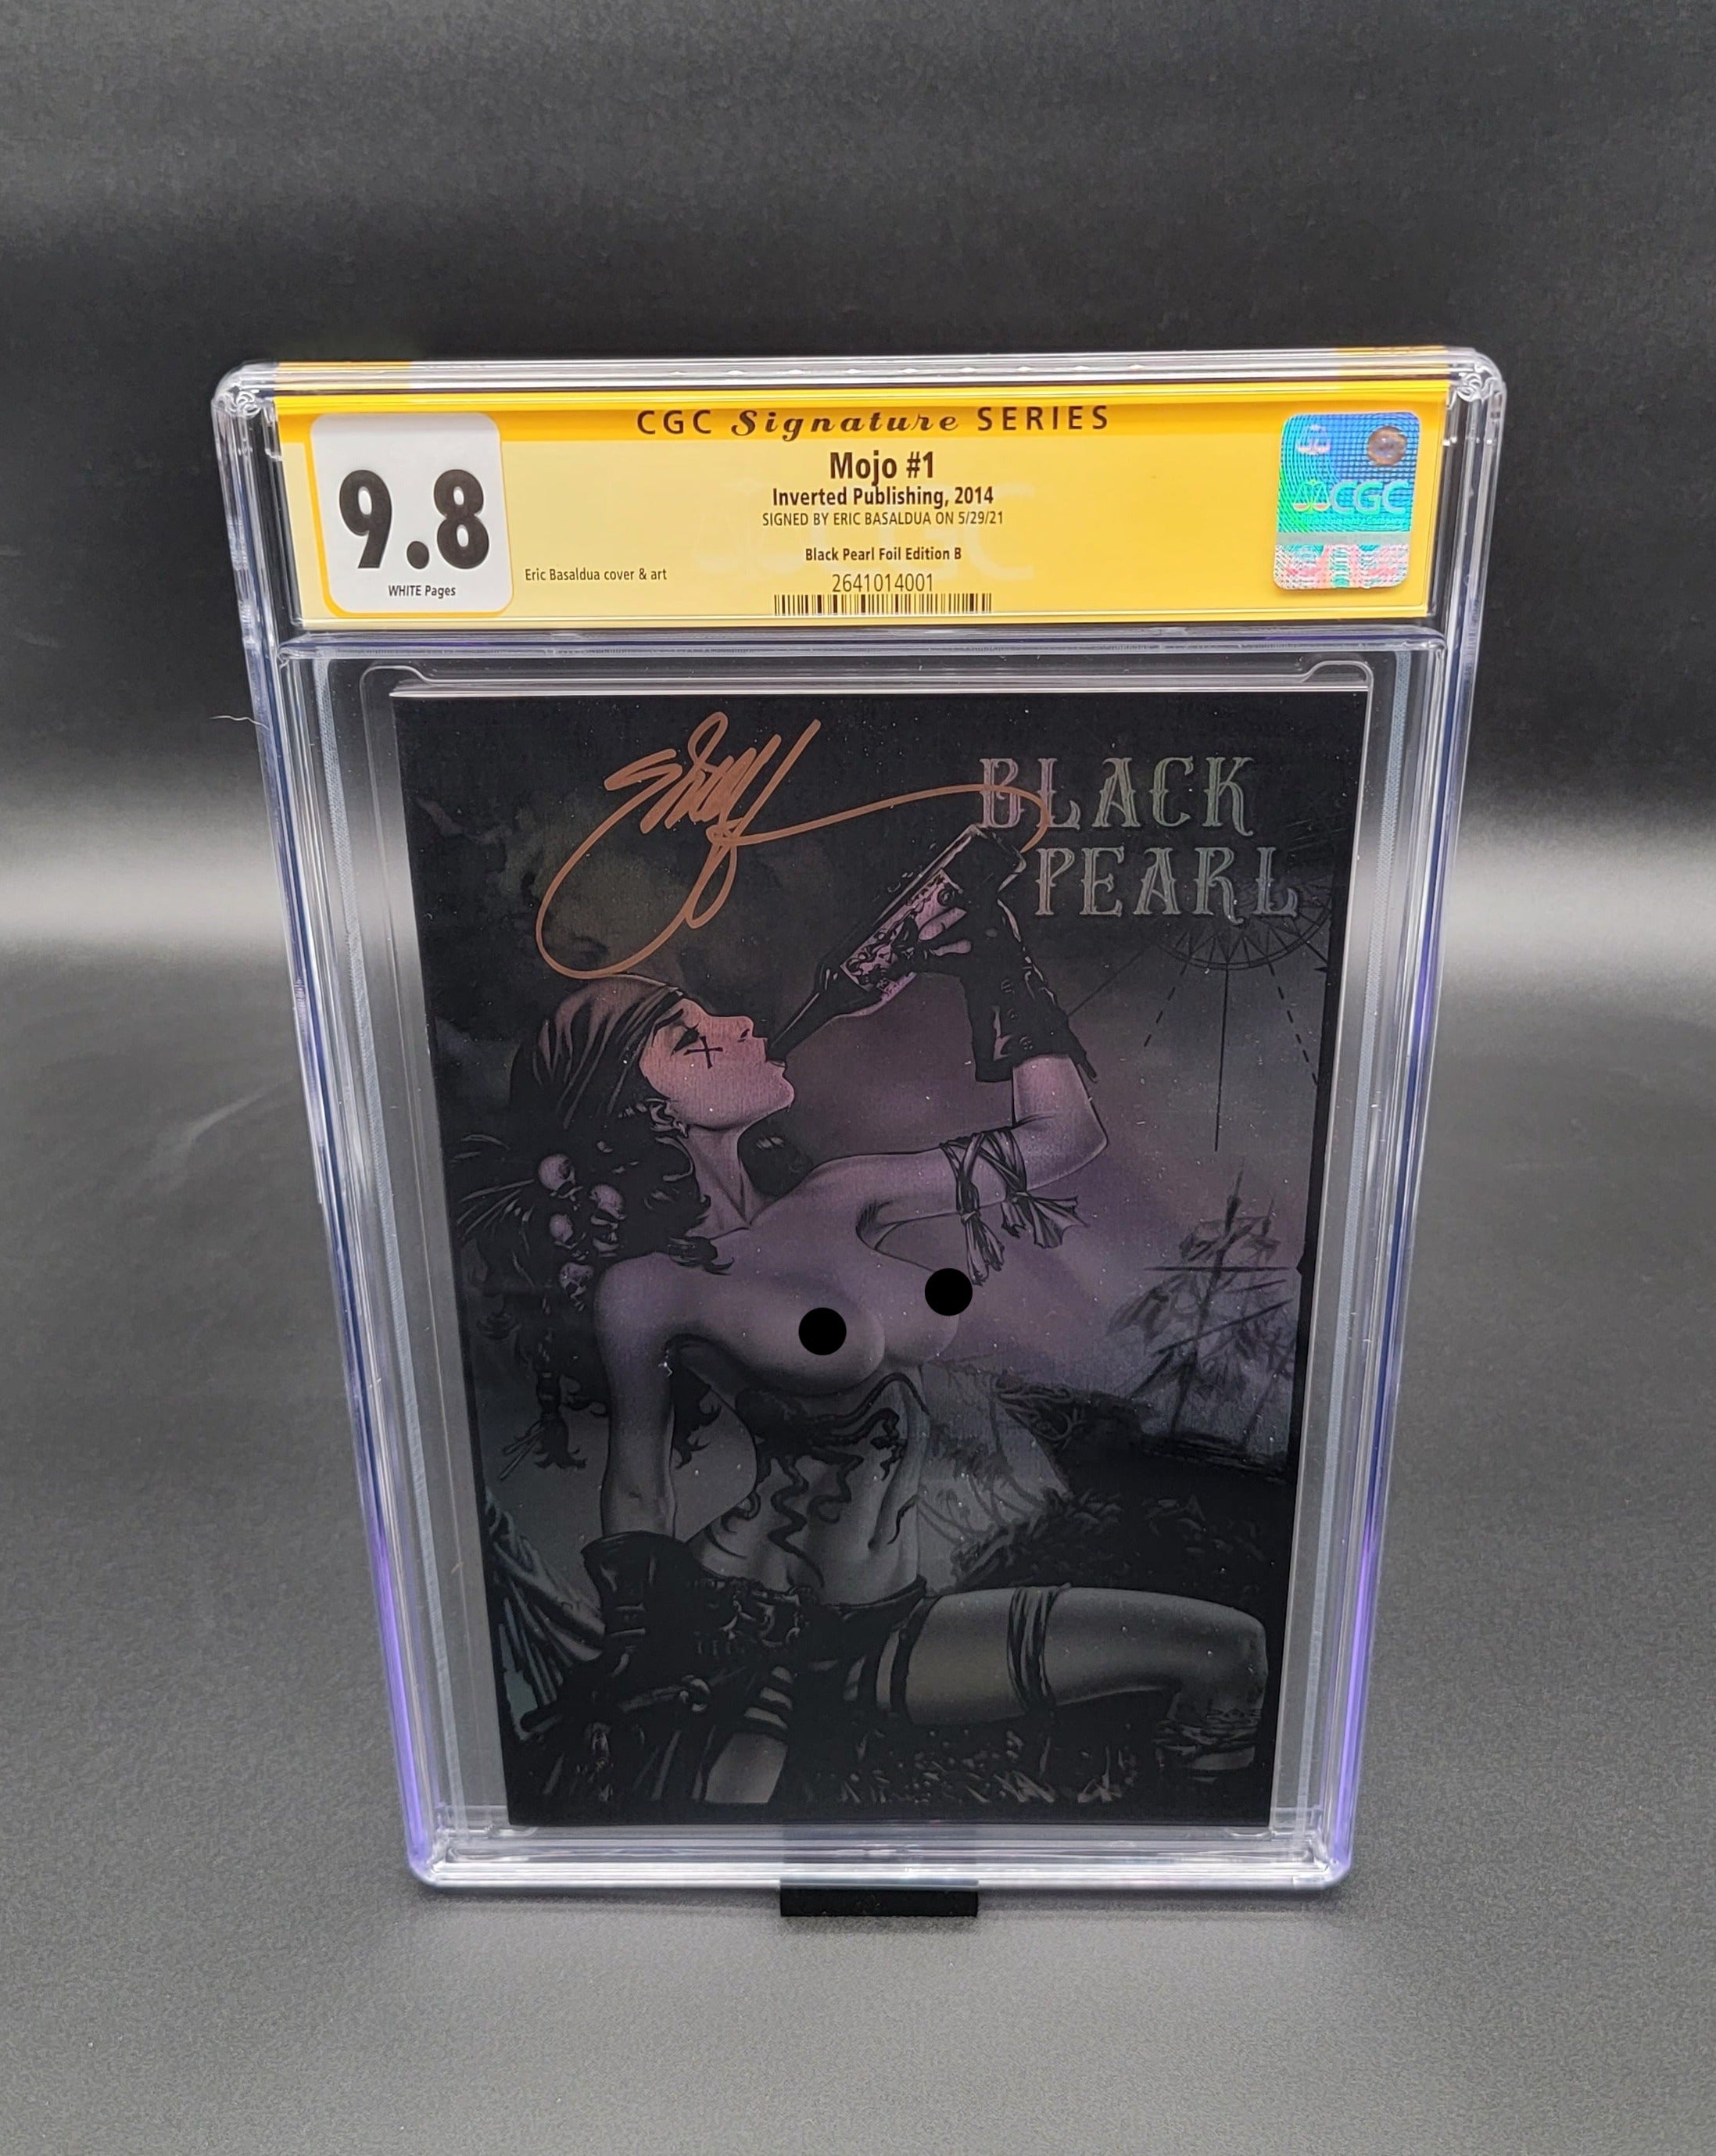 CGC Signature SERIES
9.8
WHITE Pages
Mojo #1
Inverted Publishing, 2014
SIGNED BY ERIC BASALDUA ON 5/29/21
Black Pearl Foil Edition B
Eric Basaldua cover & art
2641014001
CGC
BLACK
PEARL